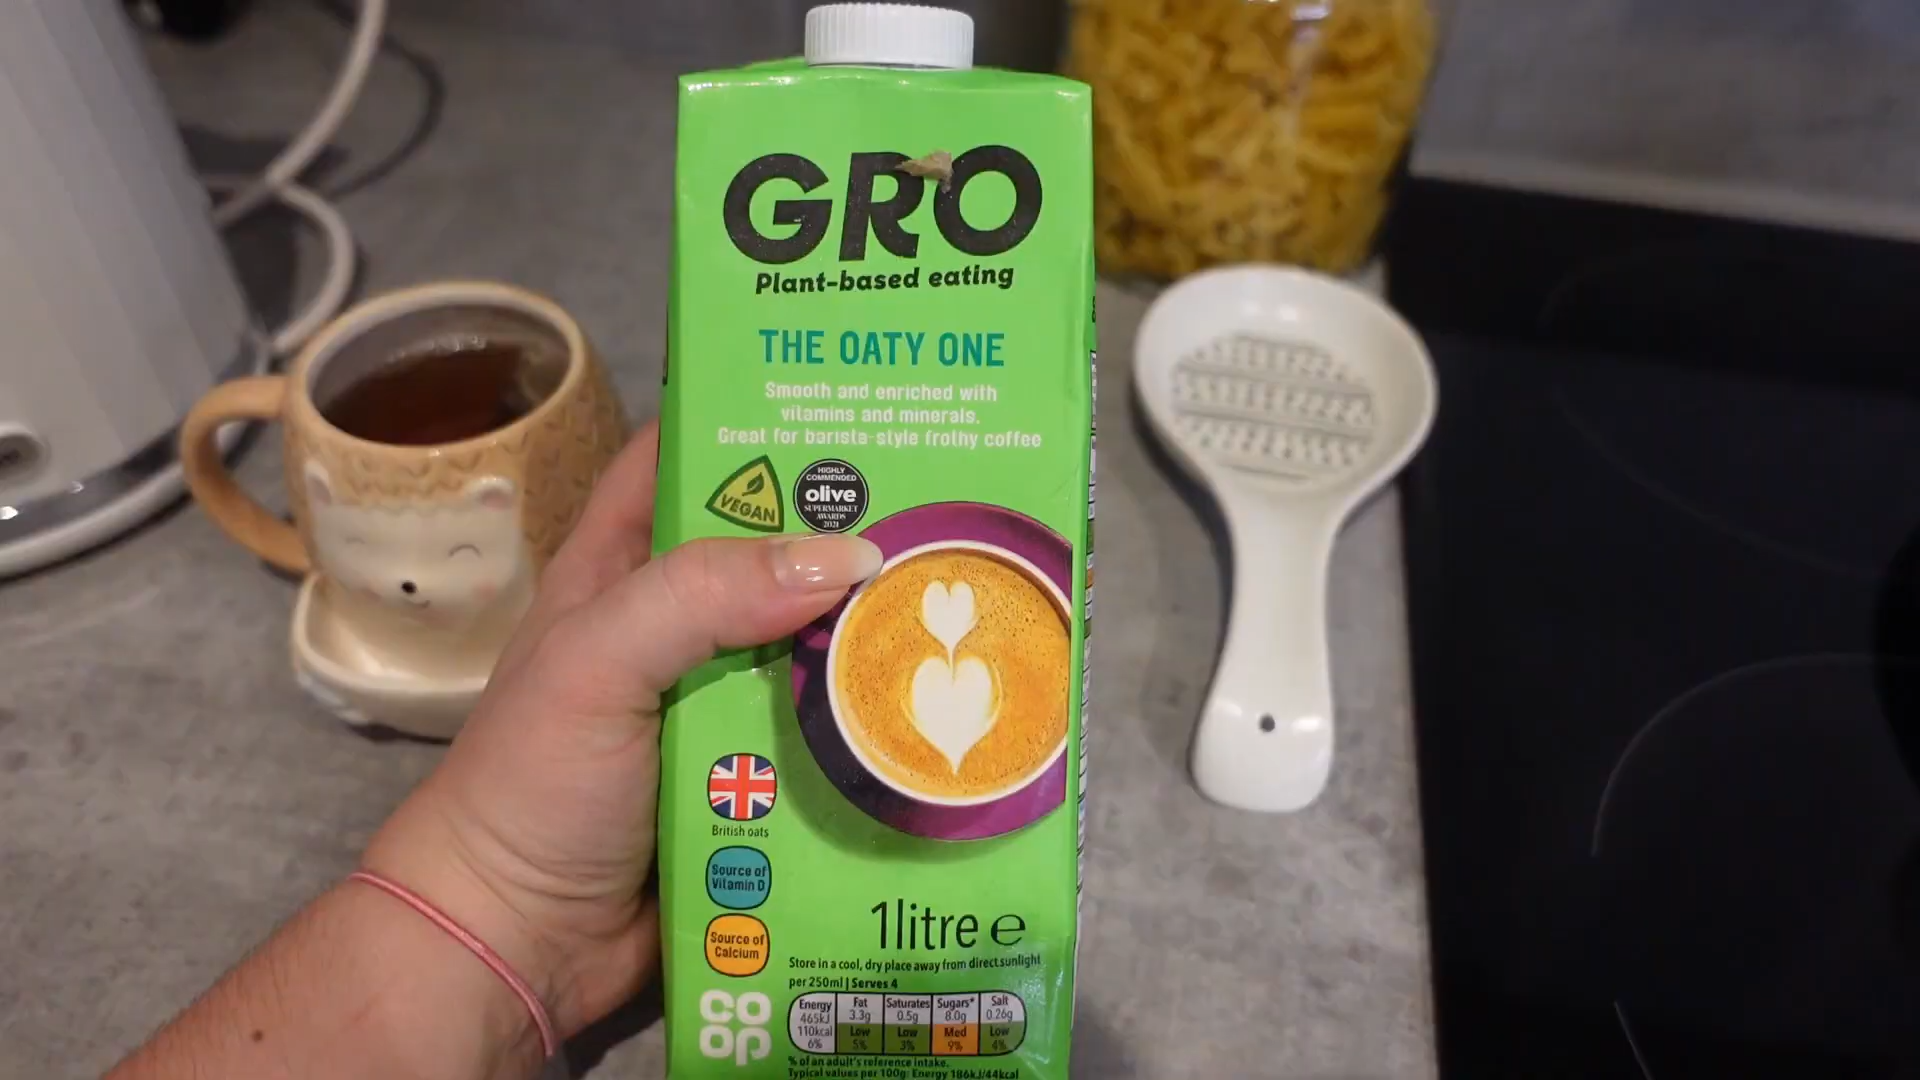 GRO
Plant-based eating
THE OATY ONE
Smooth and enriched with
vitamins and minerals.
Great for barista-style frothy coffee
VEGAN
HIGHLY
COMMENDED
olive
SUPERMARKET
AWARDS
2021
British oats
Source of
Vitamin D
Source of
Calcium
1litre e
Store in a cool, dry place away from direct sunlight
per 250ml | Serves 4
Energy Fat Saturates Sugars* Salt
465kJ 3.3g 0.5g 8.0g 0.26g
110kcal Low Low Med Low
6% 5% 3% 9% 4%
CO
OP
% of an adult's reference intake.
Typical values per 100g: Energy 186kJ/44kcal